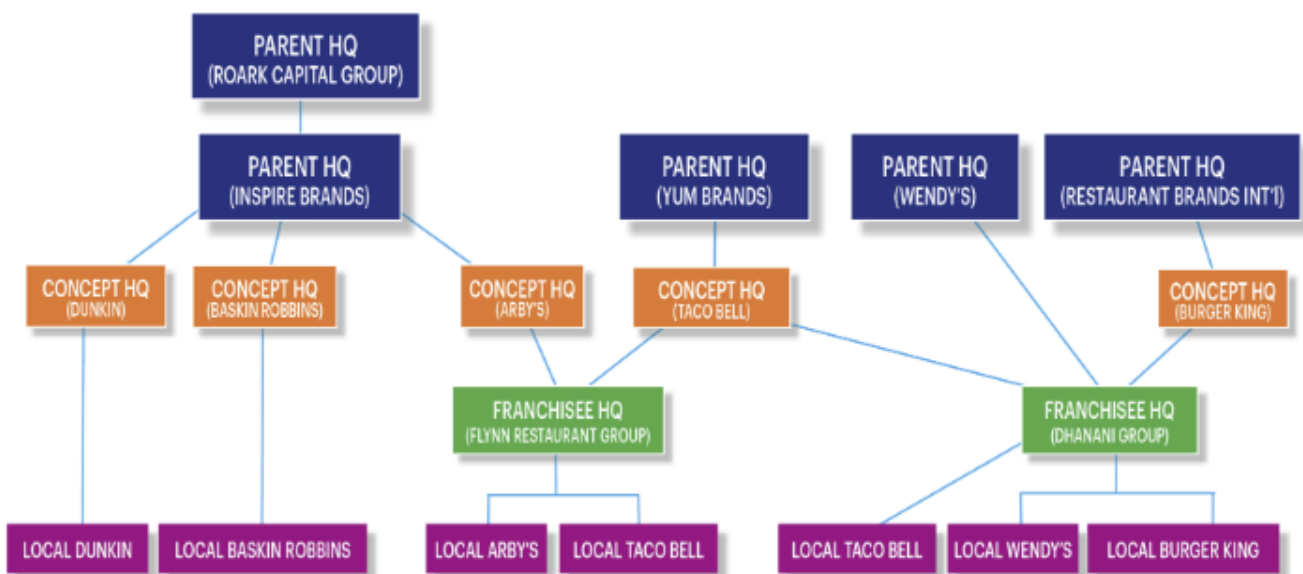 PARENT HQ
(ROARK CAPITAL GROUP)
PARENT HQ
(INSPIRE BRANDS)
PARENT HQ
(YUM BRANDS)
PARENT HQ
(WENDY'S)
PARENT HQ
(RESTAURANT BRANDS INT'l)
CONCEPT HQ
(DUNKIN)
CONCEPT HQ
(BASKIN ROBBINS)
CONCEPT HQ
(ARBY'S)
CONCEPT HQ
(TACO BELL)
CONCEPT HQ
(BURGER KING)
FRANCHISEE HQ
(FLYNN RESTAURANT GROUP)
FRANCHISEE HQ
(DHANANI GROUP)
LOCAL DUNKIN
LOCAL BASKIN ROBBINS
LOCAL ARBY'S
LOCAL TACO BELL
LOCAL TACO BELL
LOCAL WENDY'S
LOCAL BURGER KING